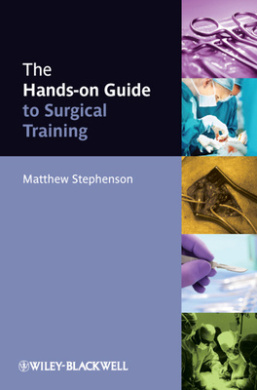 The
Hands-on Guide
to Surgical
Training
Matthew Stephenson
WILEY-BLACKWELL